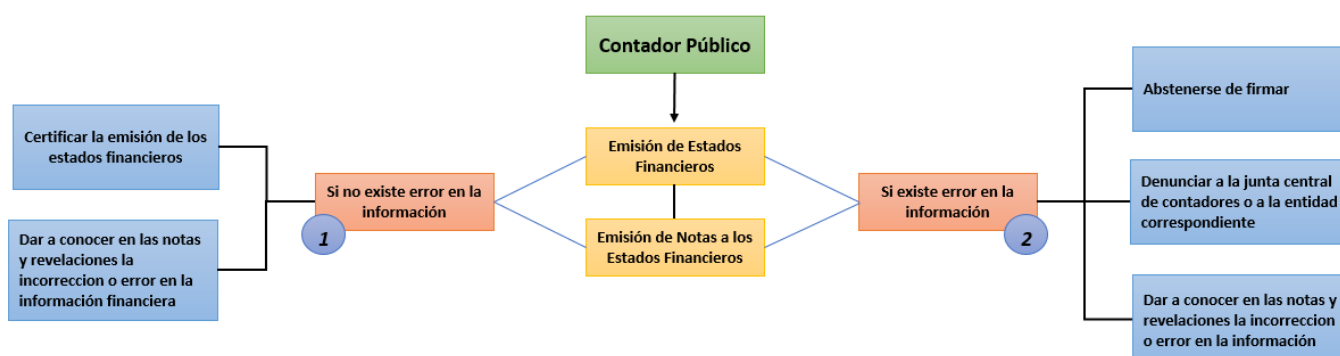 Contador Público
Certificar la emisión de los
estados financieros
Dar a conocer en las notas
y revelaciones la
incorreccion o error en la
información financiera
Si no existe error en la
información
1
Emisión de Estados
Financieros
Emisión de Notas a los
Estados Financieros
Si existe error en la
información
2
Abstenerse de firmar
Denunciar a la junta central
de contadores o a la entidad
correspondiente
Dar a conocer en las notas y
revelaciones la incorreccion
o error en la información